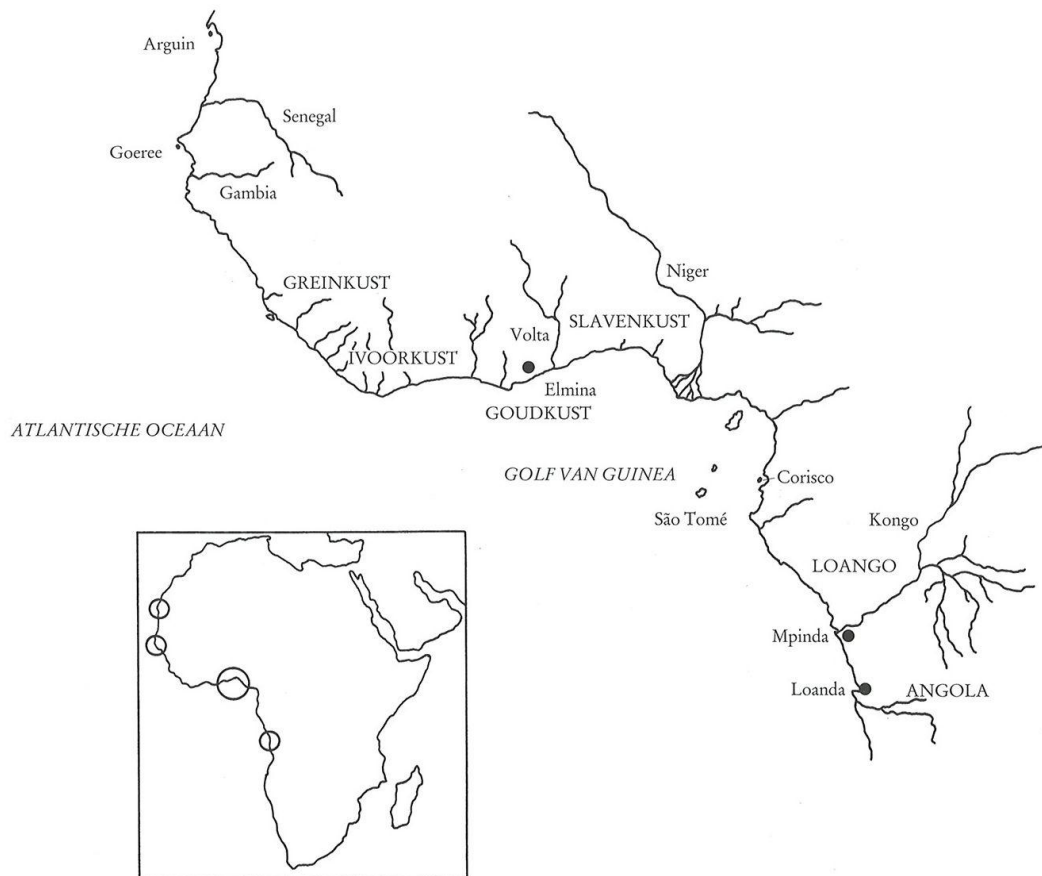 Arguin
Senegal
Goeree
Gambia
Niger
GREINKUST
SLAVENKUST
Volta
IVOORKUST
Elmina
GOUDKUST
ATLANTISCHE OCEAAN
GOLF VAN GUINEA
Corisco
São Tomé
Kongo
LOANGO
Mpinda
Loanda
ANGOLA